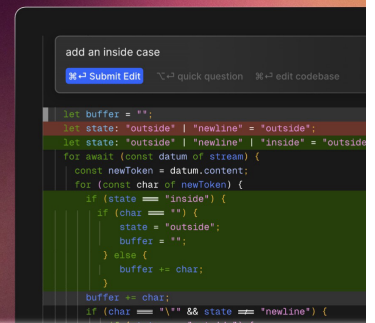 add an inside case
⌘⏎ Submit Edit ⌥⏎ quick question ⌘⏎ edit codebase
let buffer = "";
let state: "outside" | "newline" = "outside";
let state: "outside" | "newline" | "inside" = "outside
for await (const datum of stream) {
const newToken = datum.content;
for (const char of newToken) {
if (state === "inside") {
if (char === "") {
state = "outside";
buffer = "";
} else {
buffer += char;
}
buffer += char;
if (char === "\"" && state !== "newline") {